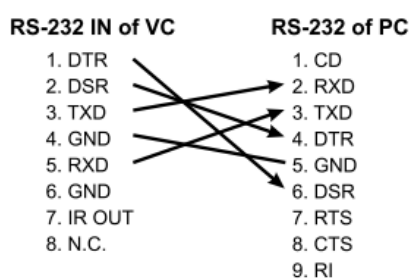 RS-232 IN of VC
1. DTR
2. DSR
3. TXD
4. GND
5. RXD
6. GND
7. IR OUT
8. N.C.
RS-232 of PC
1. CD
2. RXD
3. TXD
4. DTR
5. GND
6. DSR
7. RTS
8. CTS
9. RI